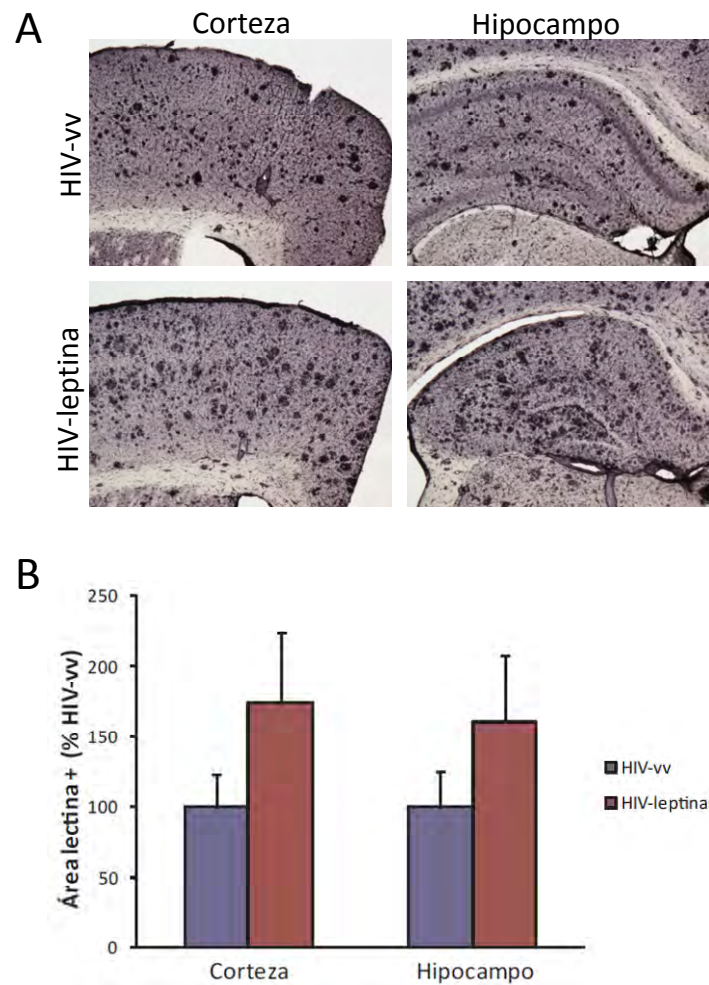 A
Corteza
Hipocampo
HIV-vv
HIV-leptina
B
Área lectina+ (% HIV-vv)
250
200
150
100
50
0
Corteza
Hipocampo
HIV-vv
HIV-leptina